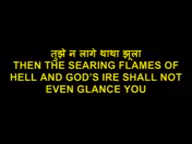 तुझे न लागे थाथा झूला
THEN THE SEARING FLAMES OF
HELL AND GOD'S IRE SHALL NOT
EVEN GLANCE YOU